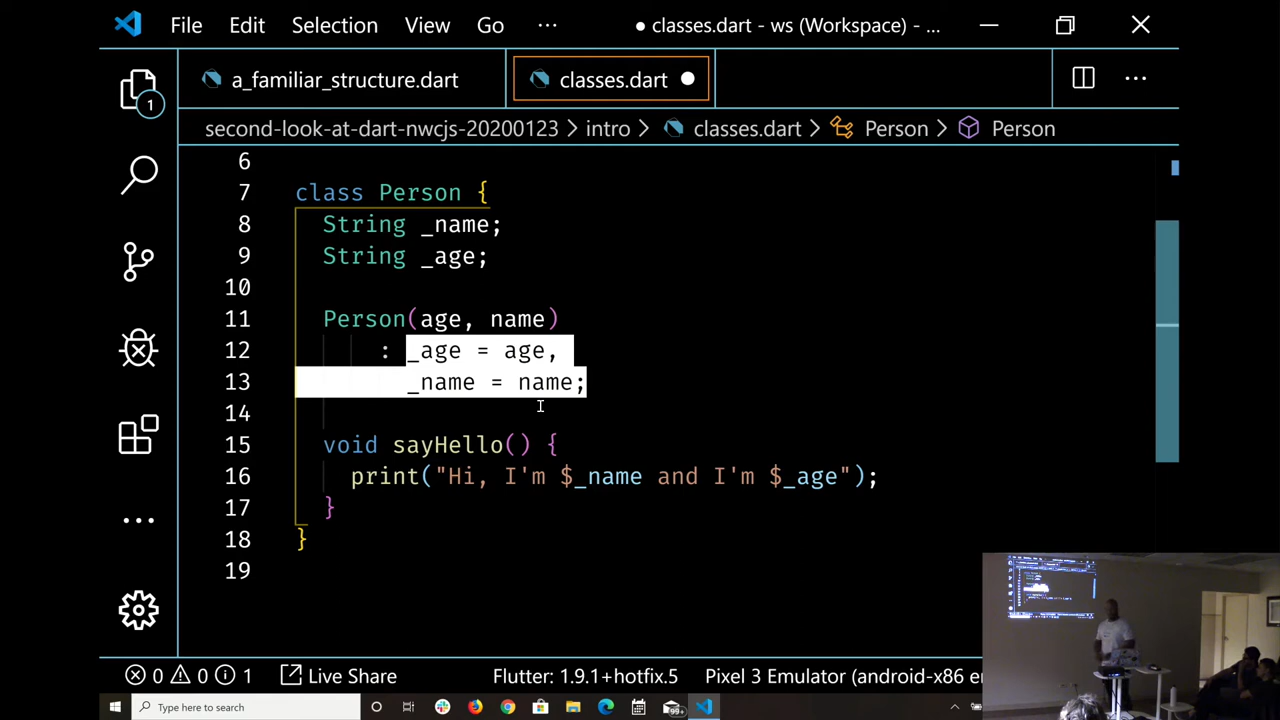 File Edit Selection View Go ··· ● classes.dart - ws (Workspace) - ...
a_familiar_structure.dart classes.dart ●
second-look-at-dart-nwcjs-20200123 > intro > classes.dart > Person > Person
1
6
7 class Person {
8 String _name;
9 String _age;
10
11 Person(age, name)
12 : _age = age,
13 _name = name;
14
15 void sayHello() {
16 print("Hi, I'm $_name and I'm $_age");
17 }
18 }
19
0 0 1 Live Share Flutter: 1.9.1+hotfix.5 Pixel 3 Emulator (android-x86 em
Type here to search 99+